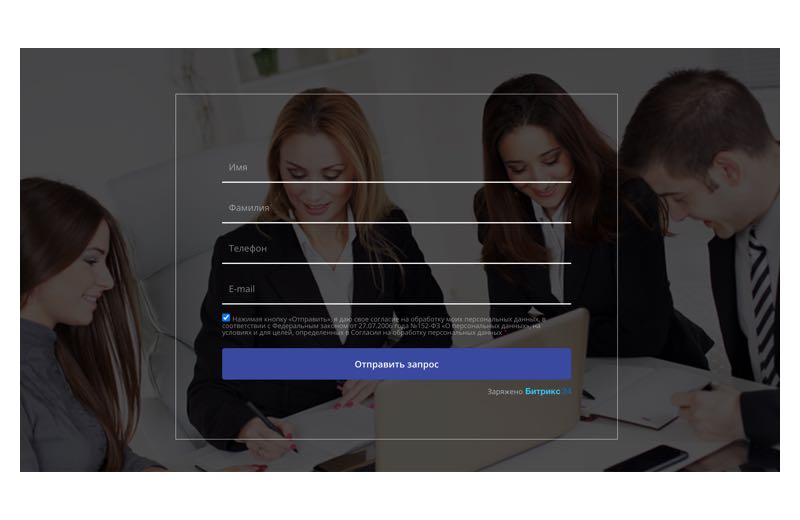 Имя
Фамилия
Телефон
E-mail
Нажимая кнопку «Отправить», я даю свое согласие на обработку моих персональных данных, в
соответствии с Федеральным законом от 27.07.2006 года №152-ФЗ «О персональных данных», на
условиях и для целей, определенных в Согласии на обработку персональных данных
Отправить запрос
Заряжено Битрикс24